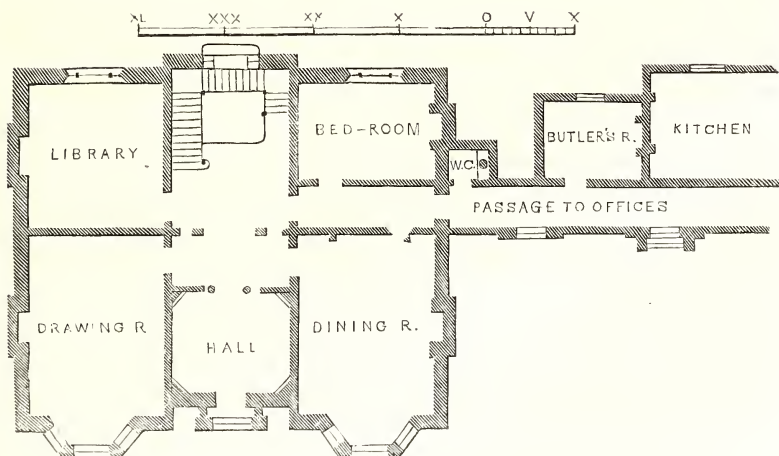 XL XXX XX X O V X
BED-ROOM
BUTLER'S R. KITCHEN
LIBRARY
W.C.
PASSAGE TO OFFICES
DRAWING R DINING R.
HALL